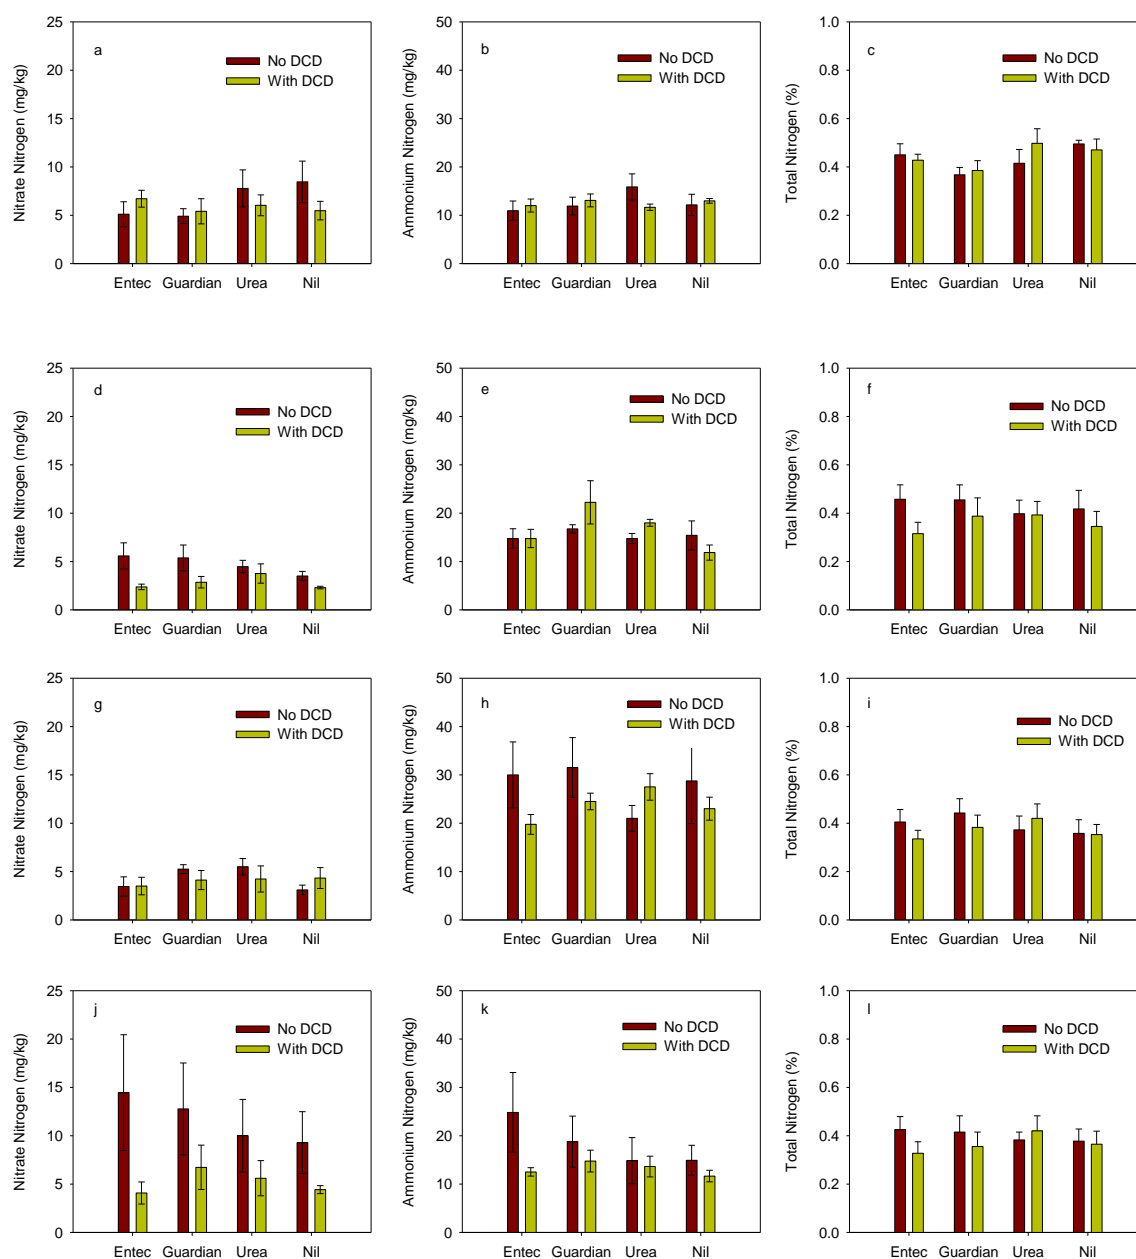 Nitrate Nitrogen (mg/kg)
25
20
15
10
5
0
a
No DCD
With DCD
Entec Guardian Urea Nil
Ammonium Nitrogen (mg/kg)
50
40
30
20
10
0
b
No DCD
With DCD
Entec Guardian Urea Nil
Total Nitrogen (%)
1.0
0.8
0.6
0.4
0.2
0.0
c
No DCD
With DCD
Entec Guardian Urea Nil
Nitrate Nitrogen (mg/kg)
25
20
15
10
5
0
d
No DCD
With DCD
Entec Guardian Urea Nil
Ammonium Nitrogen (mg/kg)
50
40
30
20
10
0
e
No DCD
With DCD
Entec Guardian Urea Nil
Total Nitrogen (%)
1.0
0.8
0.6
0.4
0.2
0.0
f
No DCD
With DCD
Entec Guardian Urea Nil
Nitrate Nitrogen (mg/kg)
25
20
15
10
5
0
g
No DCD
With DCD
Entec Guardian Urea Nil
Ammonium Nitrogen (mg/kg)
50
40
30
20
10
0
h
No DCD
With DCD
Entec Guardian Urea Nil
Total Nitrogen (%)
1.0
0.8
0.6
0.4
0.2
0.0
i
No DCD
With DCD
Entec Guardian Urea Nil
Nitrate Nitrogen (mg/kg)
25
20
15
10
5
0
j
No DCD
With DCD
Entec Guardian Urea Nil
Ammonium Nitrogen (mg/kg)
50
40
30
20
10
0
k
No DCD
With DCD
Entec Guardian Urea Nil
Total Nitrogen (%)
1.0
0.8
0.6
0.4
0.2
0.0
l
No DCD
With DCD
Entec Guardian Urea Nil